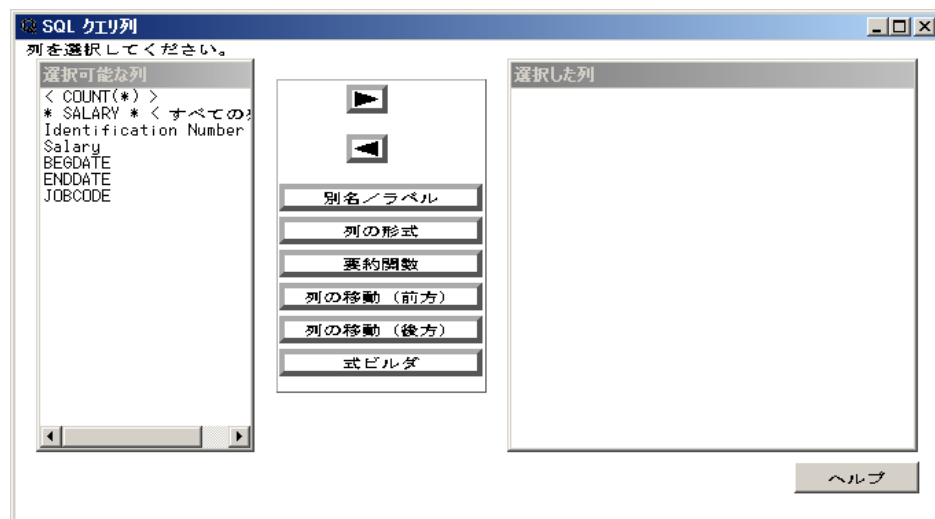 SQL クエリ列
列を選択してください。
選択可能な列
< COUNT(*) >
* SALARY * < すべての
Identification Number
Salary
BEGDATE
ENDDATE
JOBCODE
別名／ラベル
列の形式
要約関数
列の移動（前方）
列の移動（後方）
式ビルダ
選択した列
ヘルプ